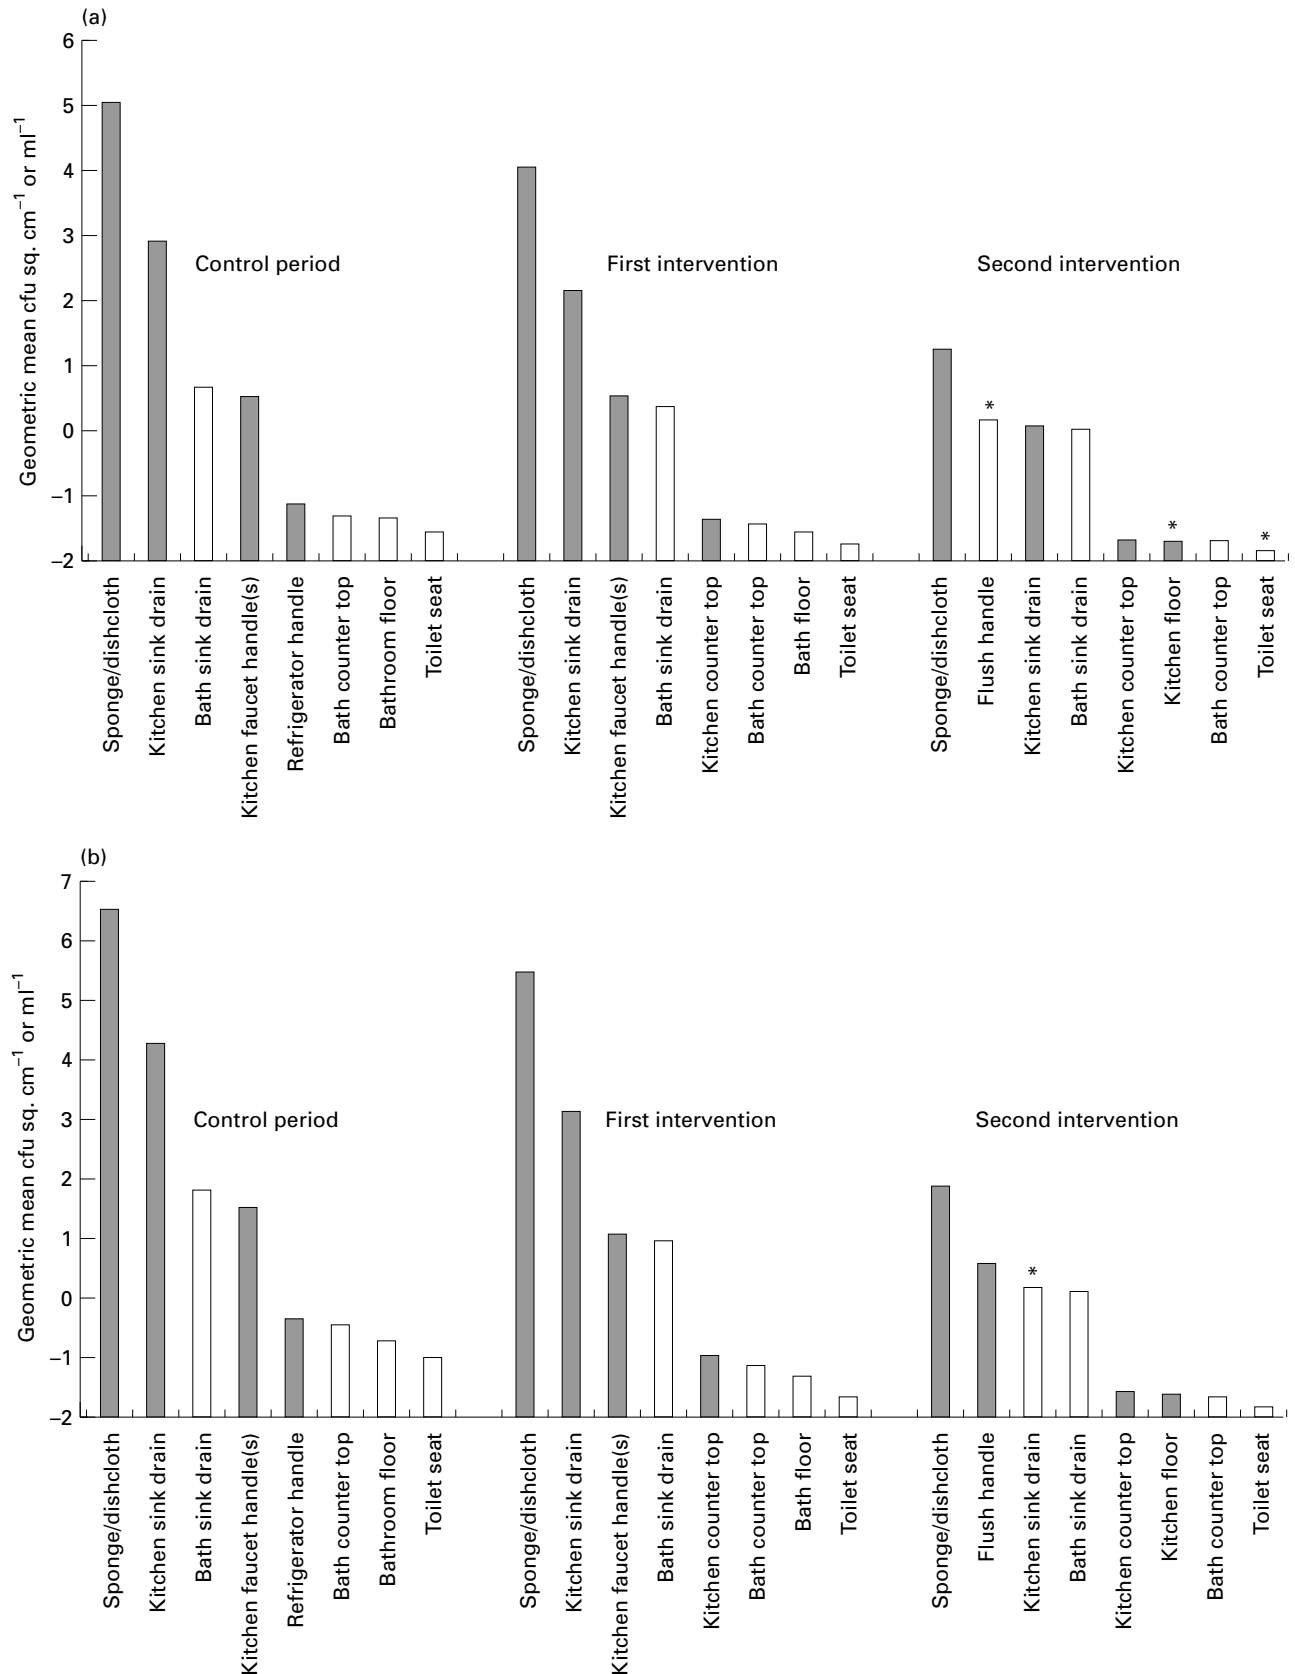 (a)
Geometric mean cfu sq. cm⁻¹ or ml⁻¹
6
5
4
3
2
1
0
–1
–2
Control period
First intervention
Second intervention
*
*
*
Sponge/dishcloth
Kitchen sink drain
Bath sink drain
Kitchen faucet handle(s)
Refrigerator handle
Bath counter top
Bathroom floor
Toilet seat
Sponge/dishcloth
Kitchen sink drain
Kitchen faucet handle(s)
Bath sink drain
Kitchen counter top
Bath counter top
Bath floor
Toilet seat
Sponge/dishcloth
Flush handle
Kitchen sink drain
Bath sink drain
Kitchen counter top
Kitchen floor
Bath counter top
Toilet seat
(b)
Geometric mean cfu sq. cm⁻¹ or ml⁻¹
7
6
5
4
3
2
1
0
–1
–2
Control period
First intervention
Second intervention
*
Sponge/dishcloth
Kitchen sink drain
Bath sink drain
Kitchen faucet handle(s)
Refrigerator handle
Bath counter top
Bathroom floor
Toilet seat
Sponge/dishcloth
Kitchen sink drain
Kitchen faucet handle(s)
Bath sink drain
Kitchen counter top
Bath counter top
Bath floor
Toilet seat
Sponge/dishcloth
Flush handle
Kitchen sink drain
Bath sink drain
Kitchen counter top
Kitchen floor
Bath counter top
Toilet seat